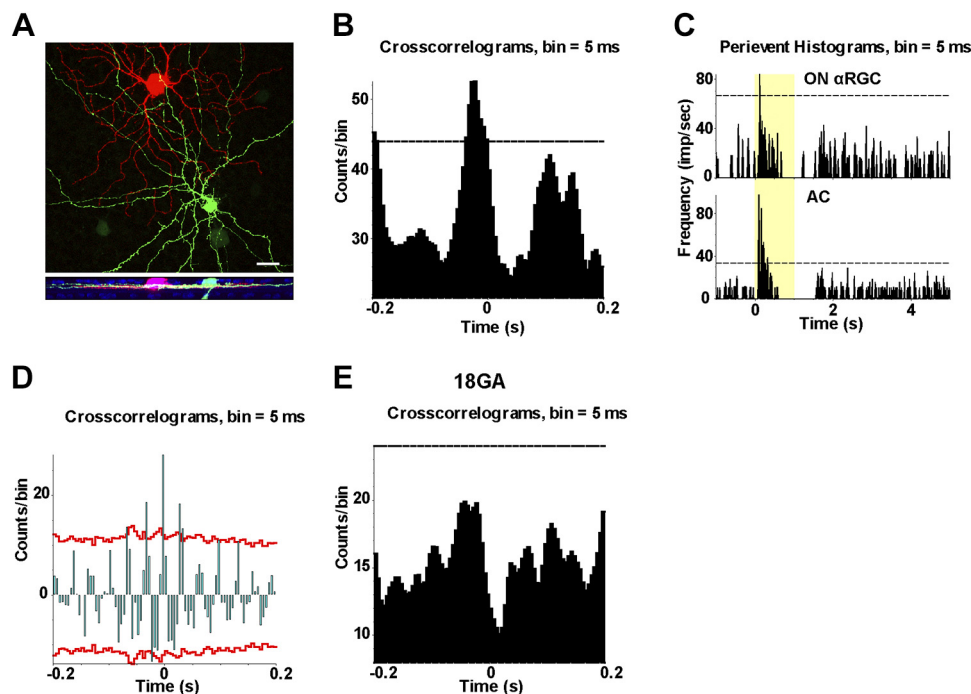 A
B
Crosscorrelograms, bin = 5 ms
Counts/bin
50
40
30
-0.2
0
0.2
Time (s)
C
Perievent Histograms, bin = 5 ms
ON αRGC
80
40
0
AC
80
40
0
Frequency (imp/sec)
0
2
4
Time (s)
D
Crosscorrelograms, bin = 5 ms
Counts/bin
20
0
-0.2
0
0.2
Time (s)
E
18GA
Crosscorrelograms, bin = 5 ms
Counts/bin
20
15
10
-0.2
0
0.2
Time (s)